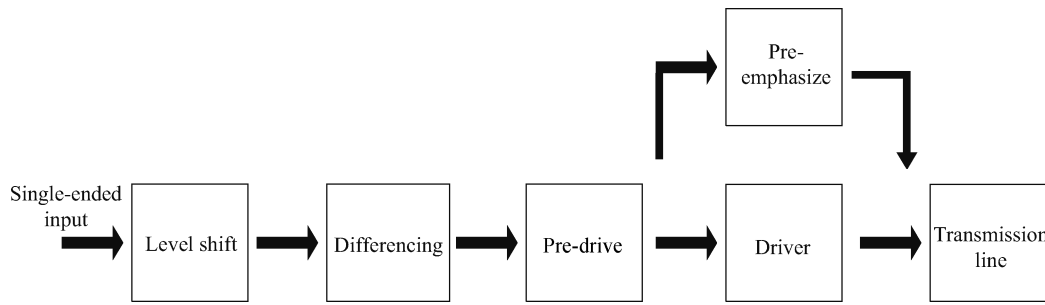 Pre-
emphasize
Single-ended
input
Level shift
Differencing
Pre-drive
Driver
Transmission
line